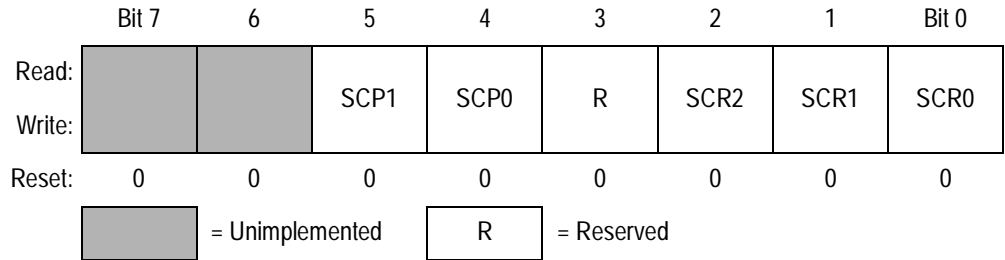 Bit 7 6 5 4 3 2 1 Bit 0
Read:
SCP1 SCP0 R SCR2 SCR1 SCR0
Write:
Reset: 0 0 0 0 0 0 0 0
= Unimplemented R = Reserved